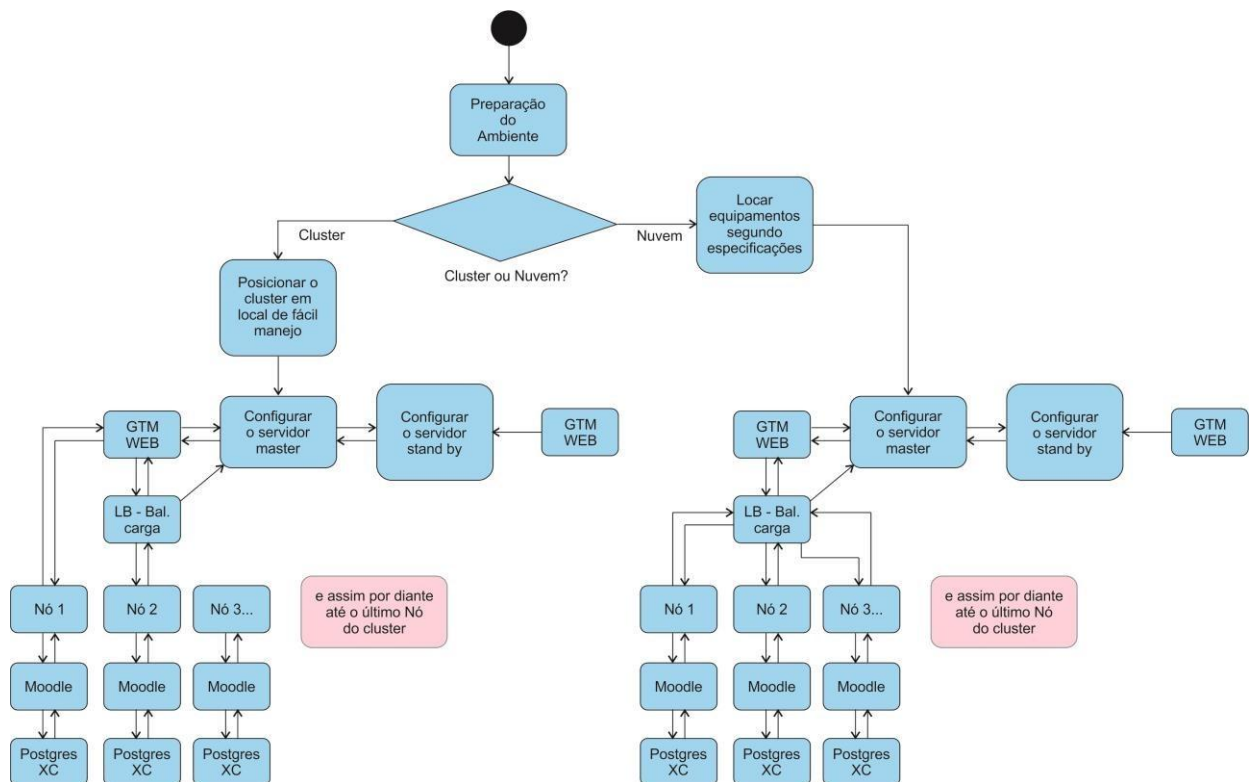 Preparação
do
Ambiente
Locar
equipamentos
segundo
especificações
Cluster
Nuvem
Cluster ou Nuvem?
Posicionar o
cluster em
local de fácil
manejo
GTM
WEB
Configurar
o servidor
master
Configurar
o servidor
stand by
GTM
WEB
GTM
WEB
Configurar
o servidor
master
Configurar
o servidor
stand by
GTM
WEB
LB - Bal.
carga
LB - Bal.
carga
Nó 1
Nó 2
Nó 3...
e assim por diante
até o último Nó
do cluster
Nó 1
Nó 2
Nó 3...
e assim por diante
até o último Nó
do cluster
Moodle
Moodle
Moodle
Moodle
Moodle
Moodle
Postgres
XC
Postgres
XC
Postgres
XC
Postgres
XC
Postgres
XC
Postgres
XC